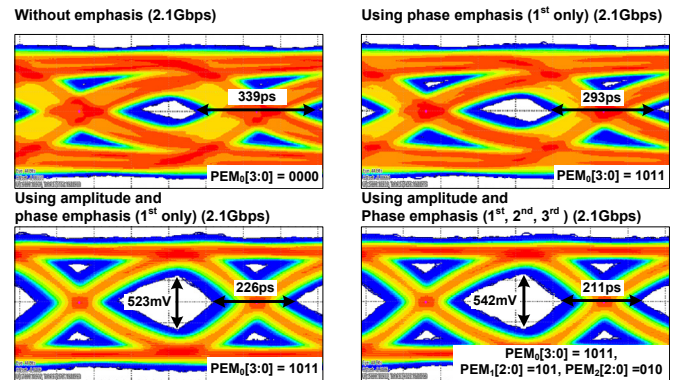 Without emphasis (2.1Gbps)
Using phase emphasis (1st only) (2.1Gbps)
339ps
293ps
PEM0[3:0] = 0000
PEM0[3:0] = 1011
Using amplitude and
phase emphasis (1st only) (2.1Gbps)
Using amplitude and
Phase emphasis (1st, 2nd, 3rd ) (2.1Gbps)
523mV
226ps
542mV
211ps
PEM0[3:0] = 1011
PEM0[3:0] = 1011,
PEM1[2:0] =101, PEM2[2:0] =010